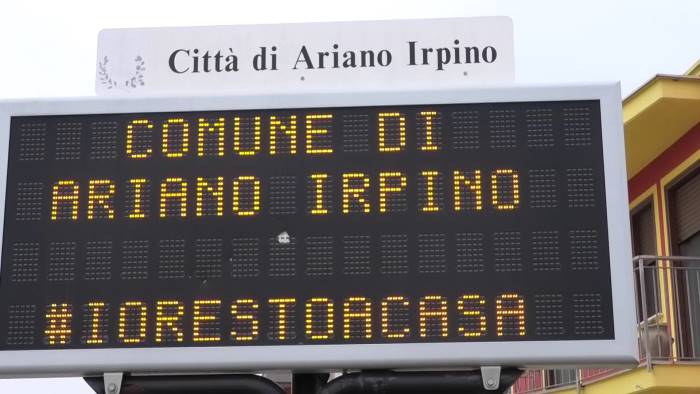 Città di Ariano Irpino
COMUNE DI
ARIANO IRPINO
#IORESTOACASA